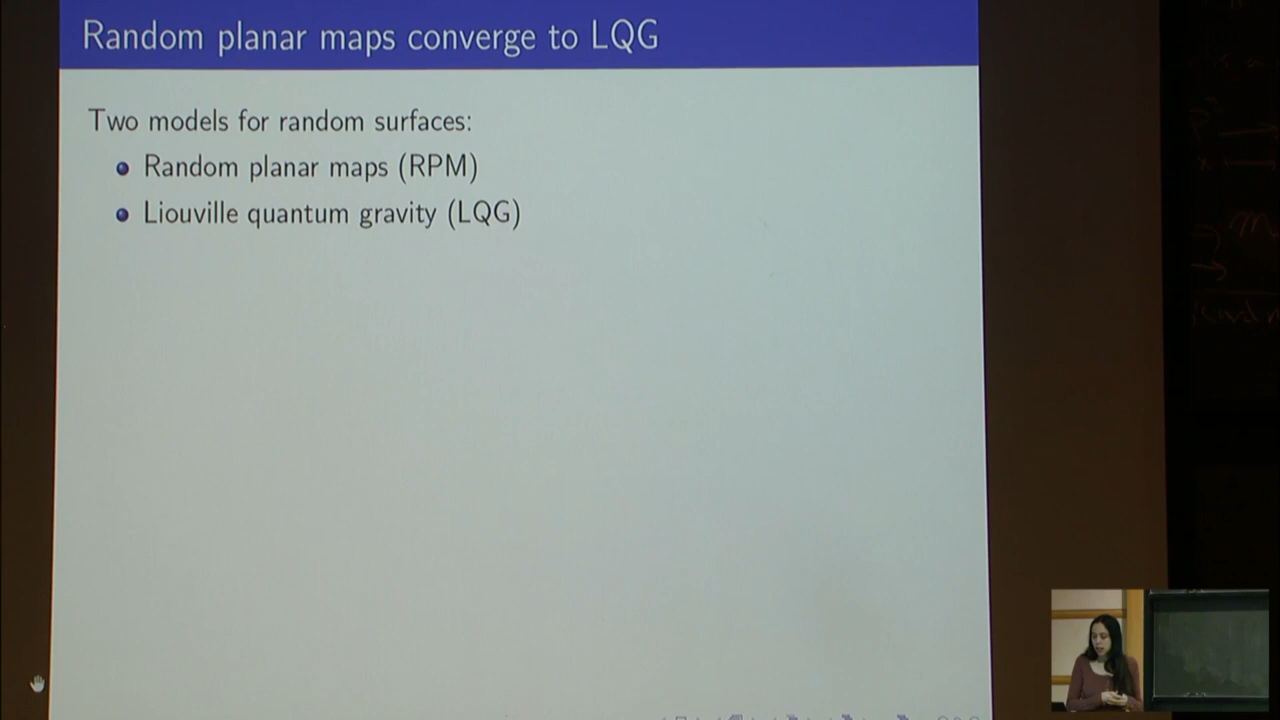 Random planar maps converge to LQG
Two models for random surfaces:
Random planar maps (RPM)
Liouville quantum gravity (LQG)